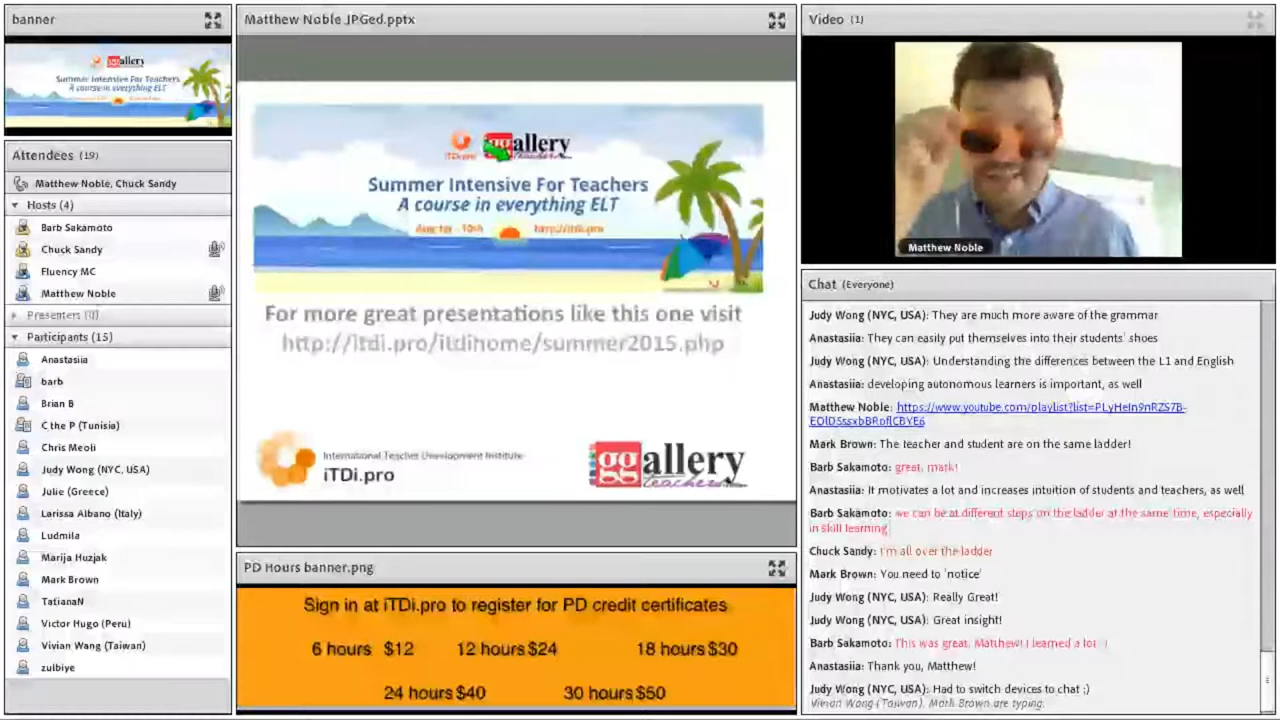 banner
ggallery
Summer Intensive For Teachers
A course in everything ELT
Attendees (19)
Matthew Noble, Chuck Sandy
Hosts (4)
Barb Sakamoto
Chuck Sandy
Fluency MC
Matthew Noble
Presenters (0)
Participants (15)
Anastasiia
barb
Brian B
C the P (Tunisia)
Chris Meoli
Judy Wong (NYC, USA)
Julie (Greece)
Larissa Albano (Italy)
Ludmila
Marija Huzjak
Mark Brown
TatianaN
Victor Hugo (Peru)
Vivian Wang (Taiwan)
zulbiye
Matthew Noble JPGed.pptx
iTDi.pro ggallery
teachers
Summer Intensive For Teachers
A course in everything ELT
http://itdi.pro
For more great presentations like this one visit
http://itdi.pro/itdihome/summer2015.php
International Teacher Development Institute
iTDi.pro
ggallery
teachers
PD Hours banner.png
Sign in at iTDi.pro to register for PD credit certificates
6 hours $12 12 hours $24 18 hours $30
24 hours $40 30 hours $50
Video (1)
Matthew Noble
Chat (Everyone)
Judy Wong (NYC, USA): They are much more aware of the grammar
Anastasiia: They can easily put themselves into their students' shoes
Judy Wong (NYC, USA): Understanding the differences between the L1 and English
Anastasiia: developing autonomous learners is important, as well
Matthew Noble: https://www.youtube.com/playlist?list=PLyHeIn9nRZS7B-
Mark Brown: The teacher and student are on the same ladder!
Barb Sakamoto: great, mark!
Anastasiia: It motivates a lot and increases intuition of students and teachers, as well
Barb Sakamoto: we can be at different steps on the ladder at the same time, especially
in skill learning
Chuck Sandy: I'm all over the ladder
Mark Brown: You need to 'notice'
Judy Wong (NYC, USA): Really Great!
Judy Wong (NYC, USA): Great insight!
Barb Sakamoto: This was great, Matthew! I learned a lot :)
Anastasiia: Thank you, Matthew!
Judy Wong (NYC, USA): Had to switch devices to chat ;)
Vivian Wang (Taiwan), Mark Brown are typing.